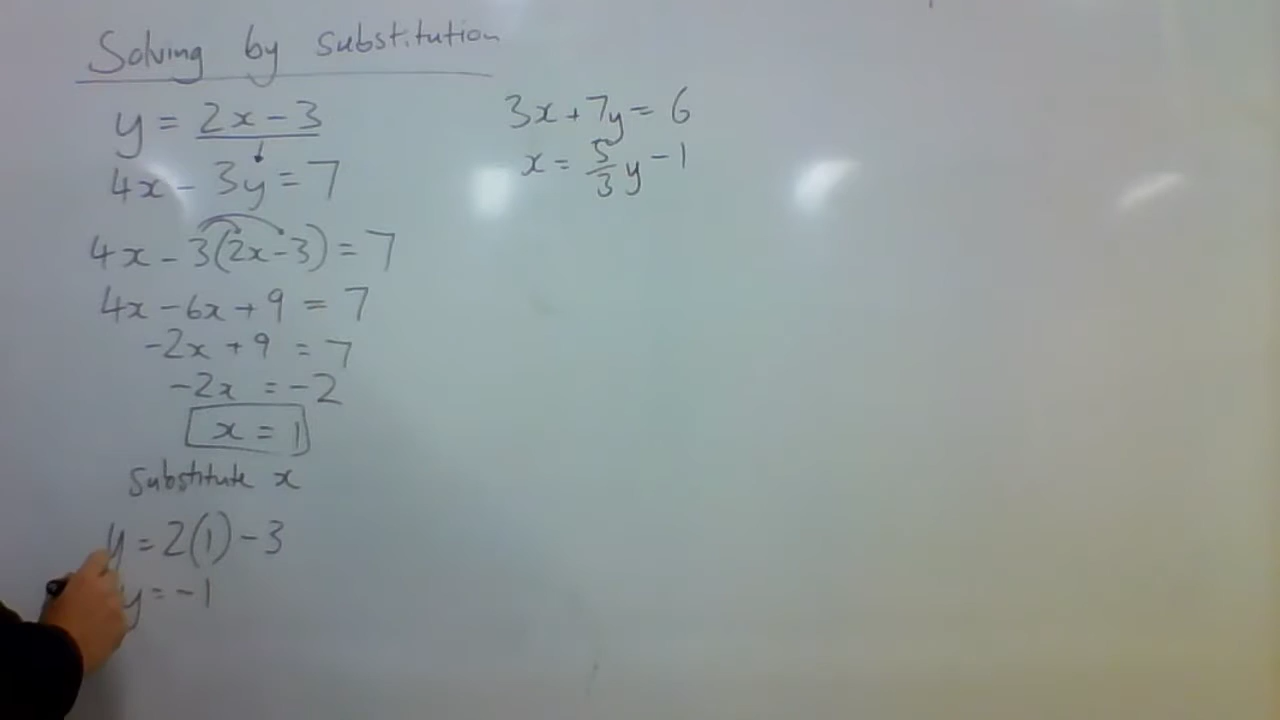 Solving by substitution
y = 2x - 3
4x - 3y = 7
4x - 3(2x-3) = 7
4x - 6x + 9 = 7
-2x + 9 = 7
-2x = -2
x = 1
Substitute x
y = 2(1) - 3
y = -1
3x + 7y = 6
x = 5/3 y - 1